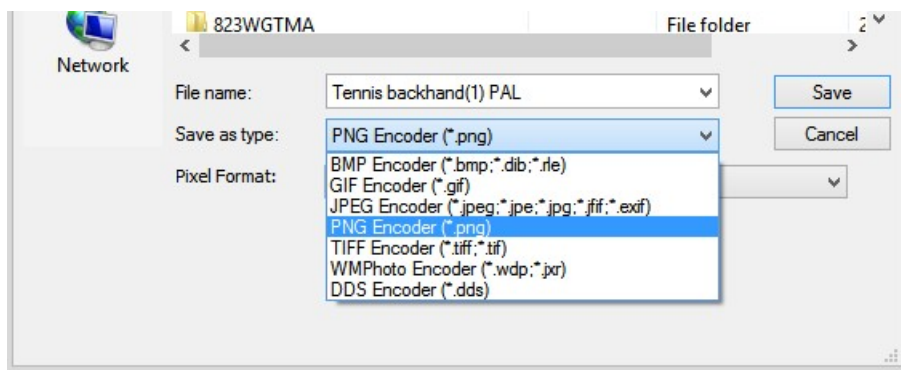 823WGTMA File folder 2
Network
File name: Tennis backhand(1) PAL Save
Save as type: PNG Encoder (*.png) Cancel
Pixel Format:
BMP Encoder (*.bmp;*.dib;*.rle)
GIF Encoder (*.gif)
JPEG Encoder (*.jpeg;*.jpe;*.jpg;*.jfif;*.exif)
PNG Encoder (*.png)
TIFF Encoder (*.tiff;*.tif)
WMPhoto Encoder (*.wdp;*.jxr)
DDS Encoder (*.dds)